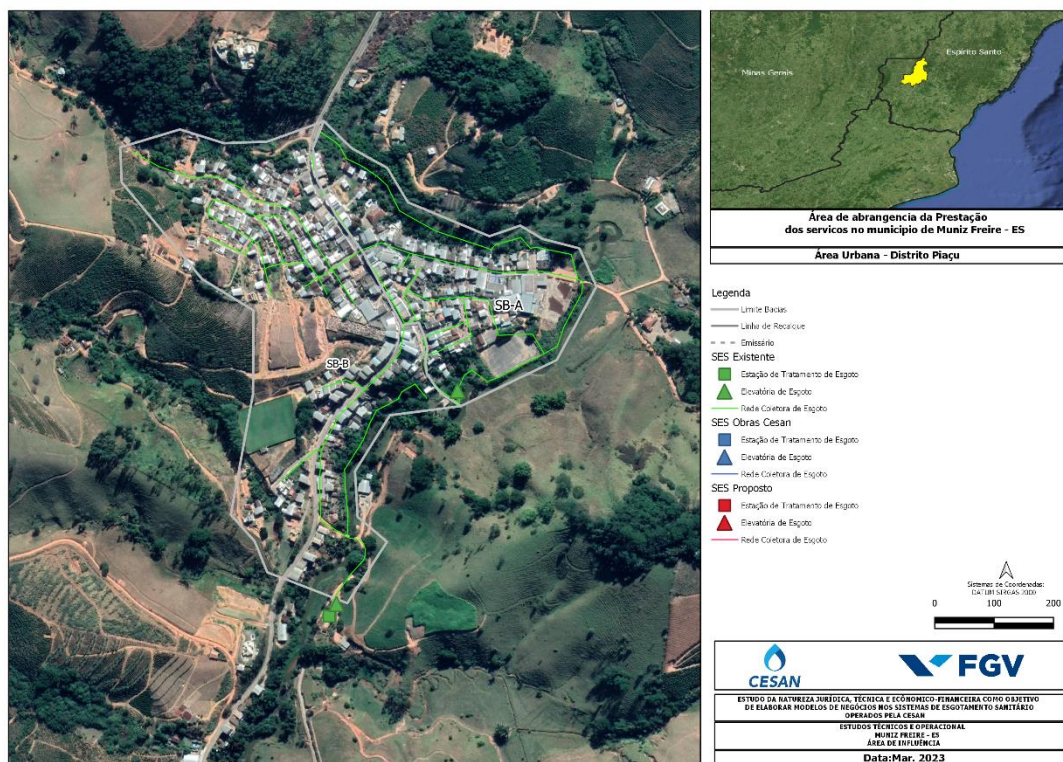 SB-A
SB-B
Minas Gerais
Espírito Santo
Área de abrangencia da Prestação
dos servicos no municipio de Muniz Freire - ES
Área Urbana - Distrito Piaçu
Legenda
Limite Bacias
Linha de Recalque
Emissário
SES Existente
Estação de Tratamento de Esgoto
Elevatória de Esgoto
Rede Coletora de Esgoto
SES Obras Cesan
Estação de Tratamento de Esgoto
Elevatória de Esgoto
Rede Coletora de Esgoto
SES Proposto
Estação de Tratamento de Esgoto
Elevatória de Esgoto
Rede Coletora de Esgoto
Sistemas de Coordenadas:
DATUM SIRGAS 2000
0 100 200
CESAN
FGV
ESTUDO DA NATUREZA JURÍDICA, TÉCNICA E ECÔNOMICO-FINANCEIRA COMO OBJETIVO
DE ELABORAR MODELOS DE NEGÓCIOS NOS SISTEMAS DE ESGOTAMENTO SANITÁRIO
OPERADOS PELA CESAN
ESTUDOS TÉCNICOS E OPERACIONAL
MUNIZ FREIRE - ES
ÁREA DE INFLUÊNCIA
Data:Mar. 2023